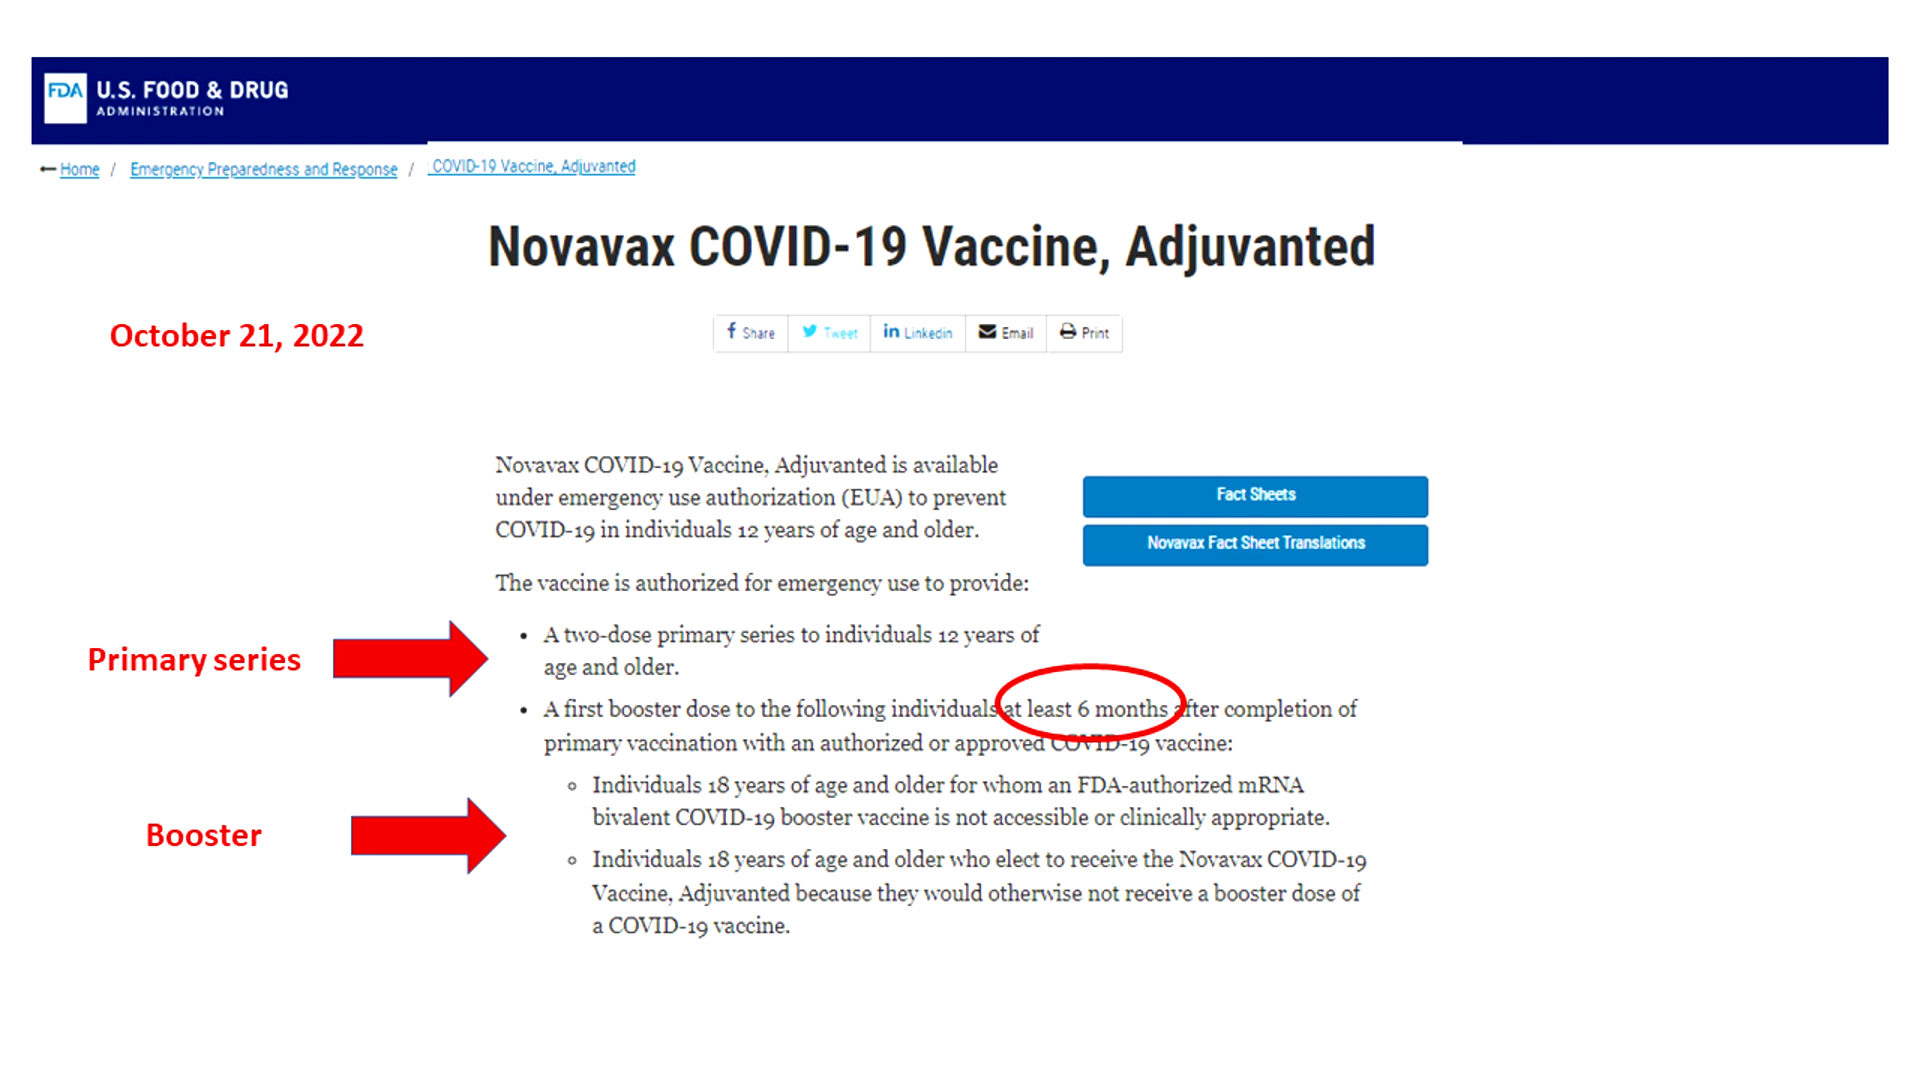 FDA U.S. FOOD & DRUG
ADMINISTRATION
Home / Emergency Preparedness and Response / COVID-19 Vaccine, Adjuvanted
Novavax COVID-19 Vaccine, Adjuvanted
October 21, 2022
Share Tweet Linkedin Email Print
Novavax COVID-19 Vaccine, Adjuvanted is available
under emergency use authorization (EUA) to prevent
COVID-19 in individuals 12 years of age and older.
Fact Sheets
Novavax Fact Sheet Translations
The vaccine is authorized for emergency use to provide:
Primary series
• A two-dose primary series to individuals 12 years of
age and older.
• A first booster dose to the following individuals at least 6 months after completion of
primary vaccination with an authorized or approved COVID-19 vaccine:
Booster
◦ Individuals 18 years of age and older for whom an FDA-authorized mRNA
bivalent COVID-19 booster vaccine is not accessible or clinically appropriate.
◦ Individuals 18 years of age and older who elect to receive the Novavax COVID-19
Vaccine, Adjuvanted because they would otherwise not receive a booster dose of
a COVID-19 vaccine.